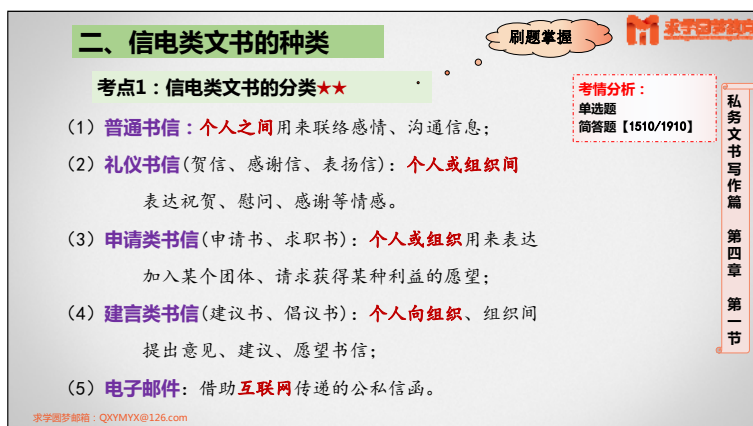 二、信电类文书的种类
刷题掌握
考点1：信电类文书的分类★★
考情分析：
单选题
简答题【1510/1910】
（1）普通书信：个人之间用来联络感情、沟通信息；
（2）礼仪书信(贺信、感谢信、表扬信)：个人或组织间
表达祝贺、慰问、感谢等情感。
（3）申请类书信(申请书、求职书)：个人或组织用来表达
加入某个团体、请求获得某种利益的愿望；
（4）建言类书信(建议书、倡议书)：个人向组织、组织间
提出意见、建议、愿望书信；
（5）电子邮件：借助互联网传递的公私信函。
私务文书写作篇 第四章 第一节
求学圆梦邮箱：QXYMYX@126.com